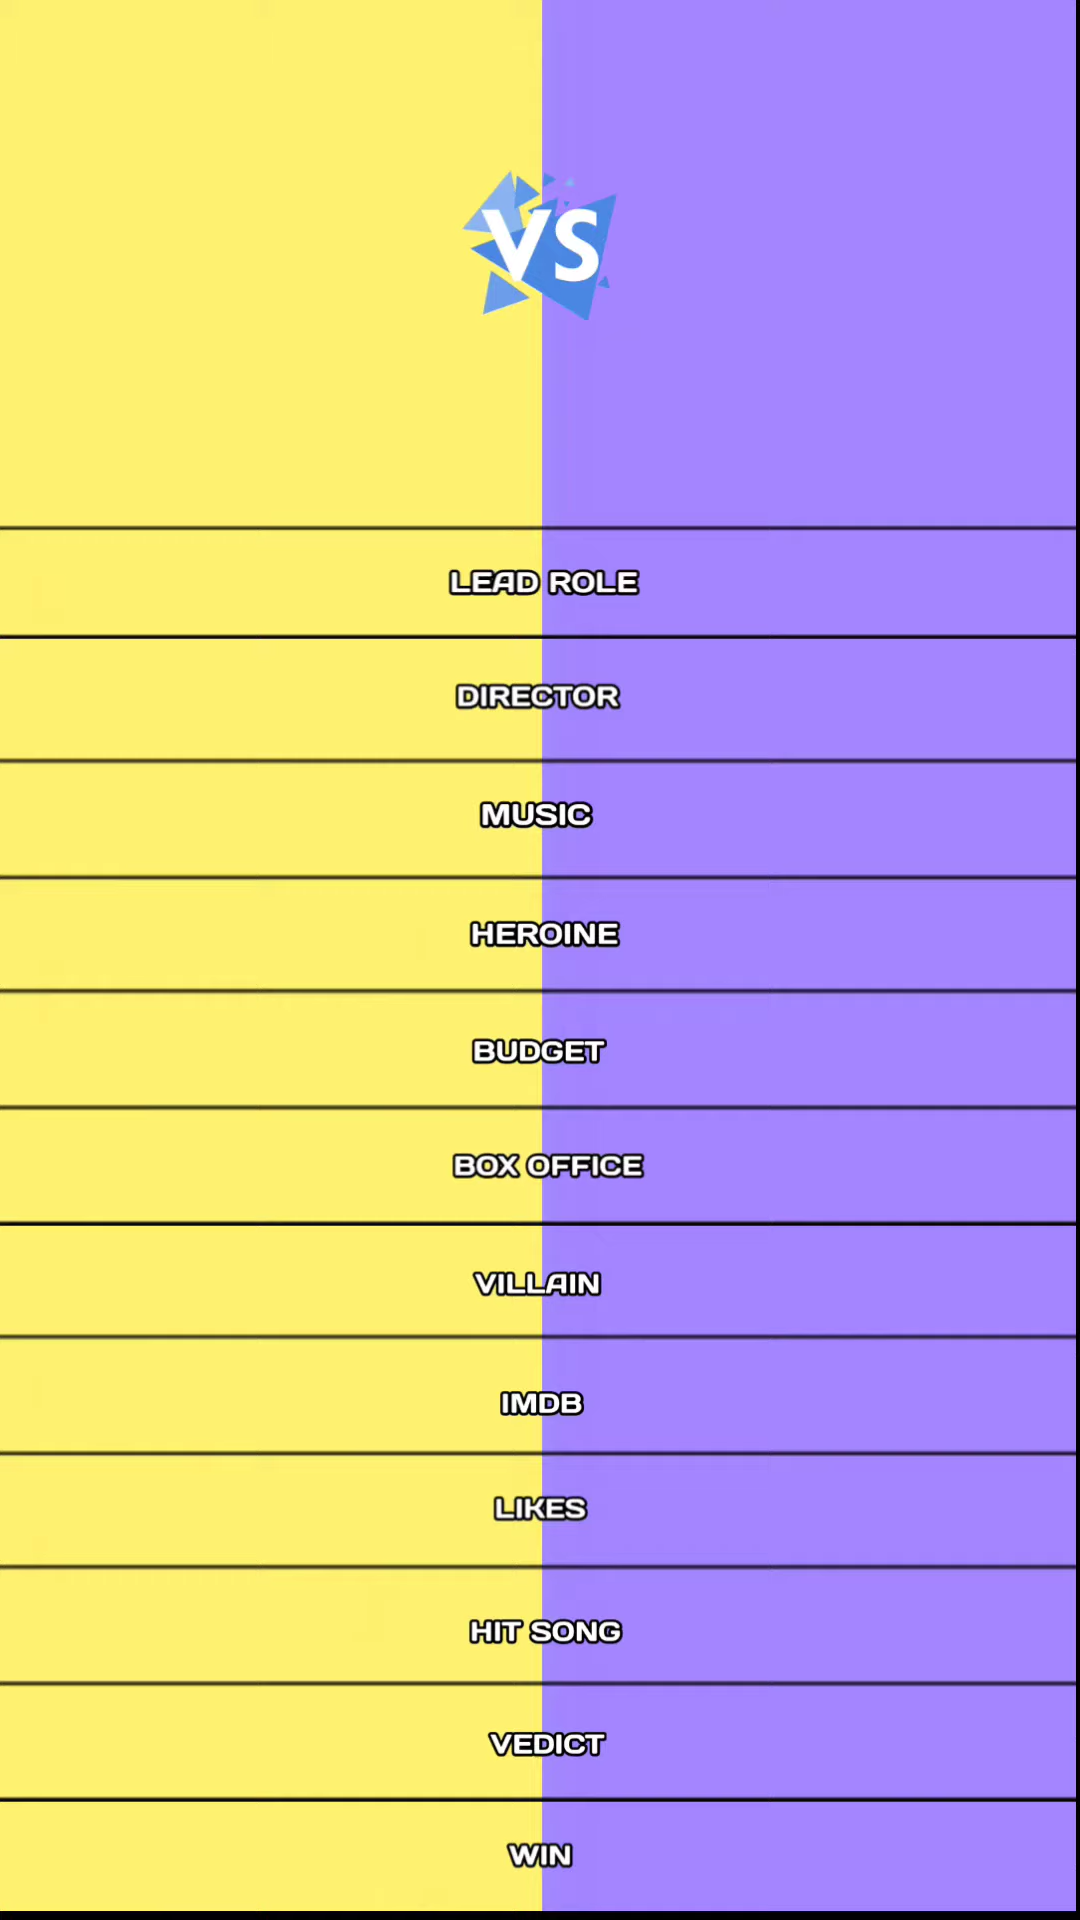 VS
LEAD ROLE
DIRECTOR
MUSIC
HEROINE
BUDGET
BOX OFFICE
VILLAIN
IMDB
LIKES
HIT SONG
VEDICT
WIN